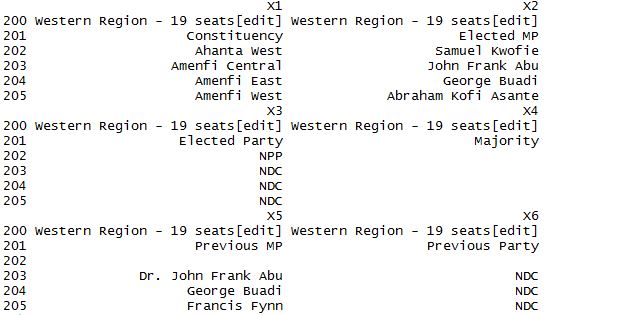 X1 X2
200 Western Region - 19 seats[edit] Western Region - 19 seats[edit]
201 Constituency Elected MP
202 Ahanta West Samuel Kwofie
203 Amenfi Central John Frank Abu
204 Amenfi East George Buadi
205 Amenfi West Abraham Kofi Asante
X3 X4
200 Western Region - 19 seats[edit] Western Region - 19 seats[edit]
201 Elected Party Majority
202 NPP
203 NDC
204 NDC
205 NDC
X5 X6
200 Western Region - 19 seats[edit] Western Region - 19 seats[edit]
201 Previous MP Previous Party
202
203 Dr. John Frank Abu NDC
204 George Buadi NDC
205 Francis Fynn NDC